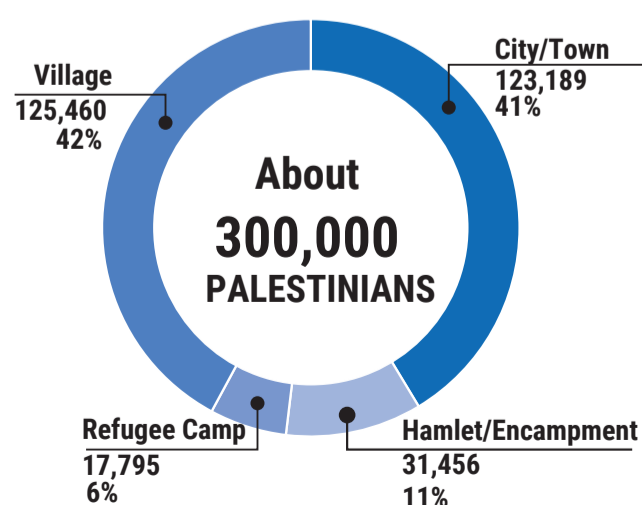 City/Town
123,189
41%
Village
125,460
42%
About
300,000
PALESTINIANS
Refugee Camp
17,795
6%
Hamlet/Encampment
31,456
11%